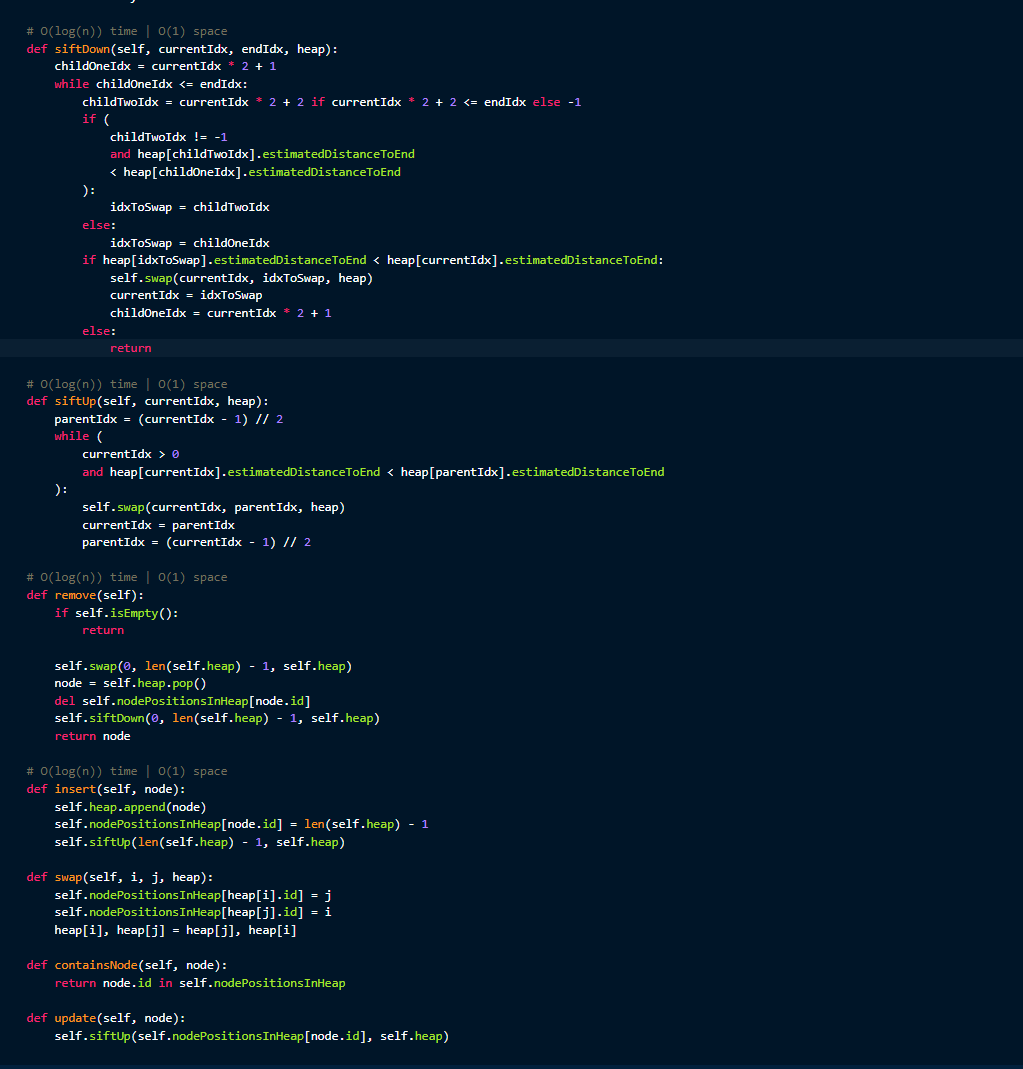 # O(log(n)) time | O(1) space
def siftDown(self, currentIdx, endIdx, heap):
    childOneIdx = currentIdx * 2 + 1
    while childOneIdx <= endIdx:
        childTwoIdx = currentIdx * 2 + 2 if currentIdx * 2 + 2 <= endIdx else -1
        if (
            childTwoIdx != -1
            and heap[childTwoIdx].estimatedDistanceToEnd
            < heap[childOneIdx].estimatedDistanceToEnd
        ):
            idxToSwap = childTwoIdx
        else:
            idxToSwap = childOneIdx
        if heap[idxToSwap].estimatedDistanceToEnd < heap[currentIdx].estimatedDistanceToEnd:
            self.swap(currentIdx, idxToSwap, heap)
            currentIdx = idxToSwap
            childOneIdx = currentIdx * 2 + 1
        else:
            return

# O(log(n)) time | O(1) space
def siftUp(self, currentIdx, heap):
    parentIdx = (currentIdx - 1) // 2
    while (
        currentIdx > 0
        and heap[currentIdx].estimatedDistanceToEnd < heap[parentIdx].estimatedDistanceToEnd
    ):
        self.swap(currentIdx, parentIdx, heap)
        currentIdx = parentIdx
        parentIdx = (currentIdx - 1) // 2

# O(log(n)) time | O(1) space
def remove(self):
    if self.isEmpty():
        return

    self.swap(0, len(self.heap) - 1, self.heap)
    node = self.heap.pop()
    del self.nodePositionsInHeap[node.id]
    self.siftDown(0, len(self.heap) - 1, self.heap)
    return node

# O(log(n)) time | O(1) space
def insert(self, node):
    self.heap.append(node)
    self.nodePositionsInHeap[node.id] = len(self.heap) - 1
    self.siftUp(len(self.heap) - 1, self.heap)

def swap(self, i, j, heap):
    self.nodePositionsInHeap[heap[i].id] = j
    self.nodePositionsInHeap[heap[j].id] = i
    heap[i], heap[j] = heap[j], heap[i]

def containsNode(self, node):
    return node.id in self.nodePositionsInHeap

def update(self, node):
    self.siftUp(self.nodePositionsInHeap[node.id], self.heap)